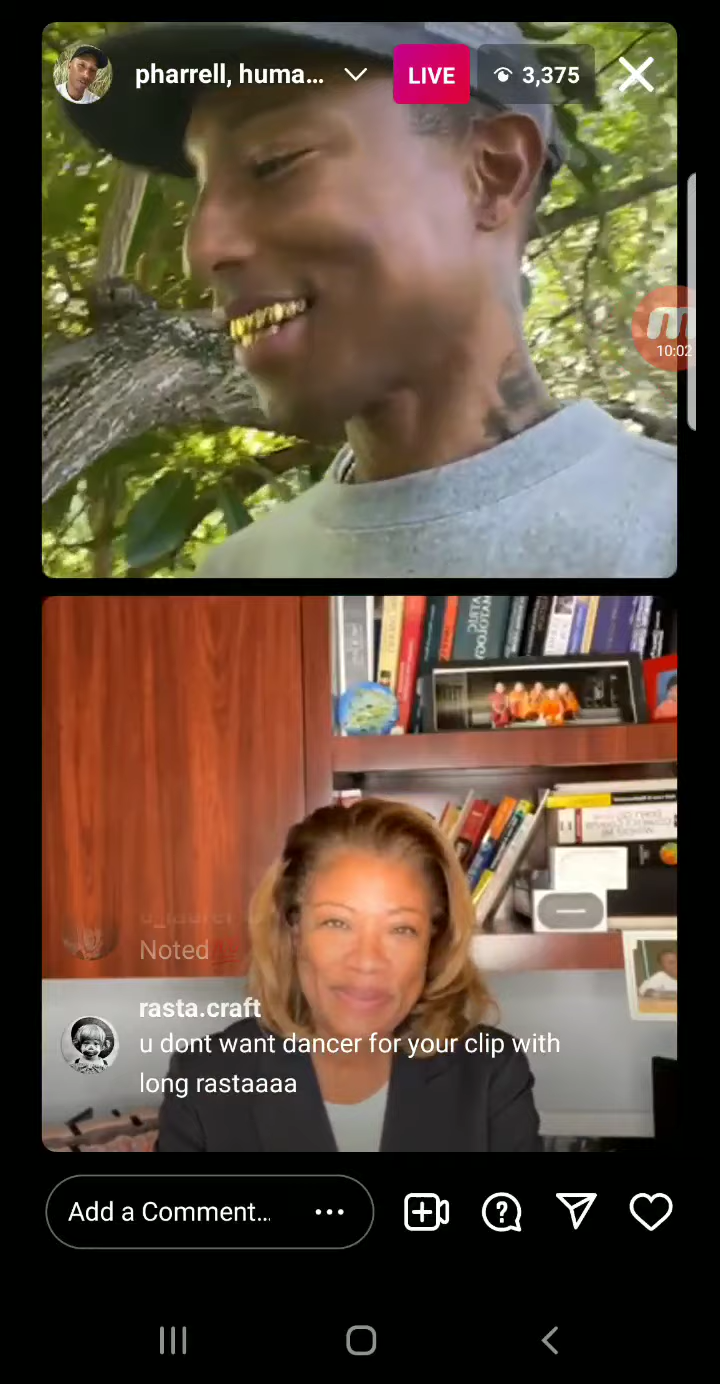 pharrell, huma...
LIVE
3,375
10:02
Noted
rasta.craft
u dont want dancer for your clip with
long rastaaaa
Add a Comment...